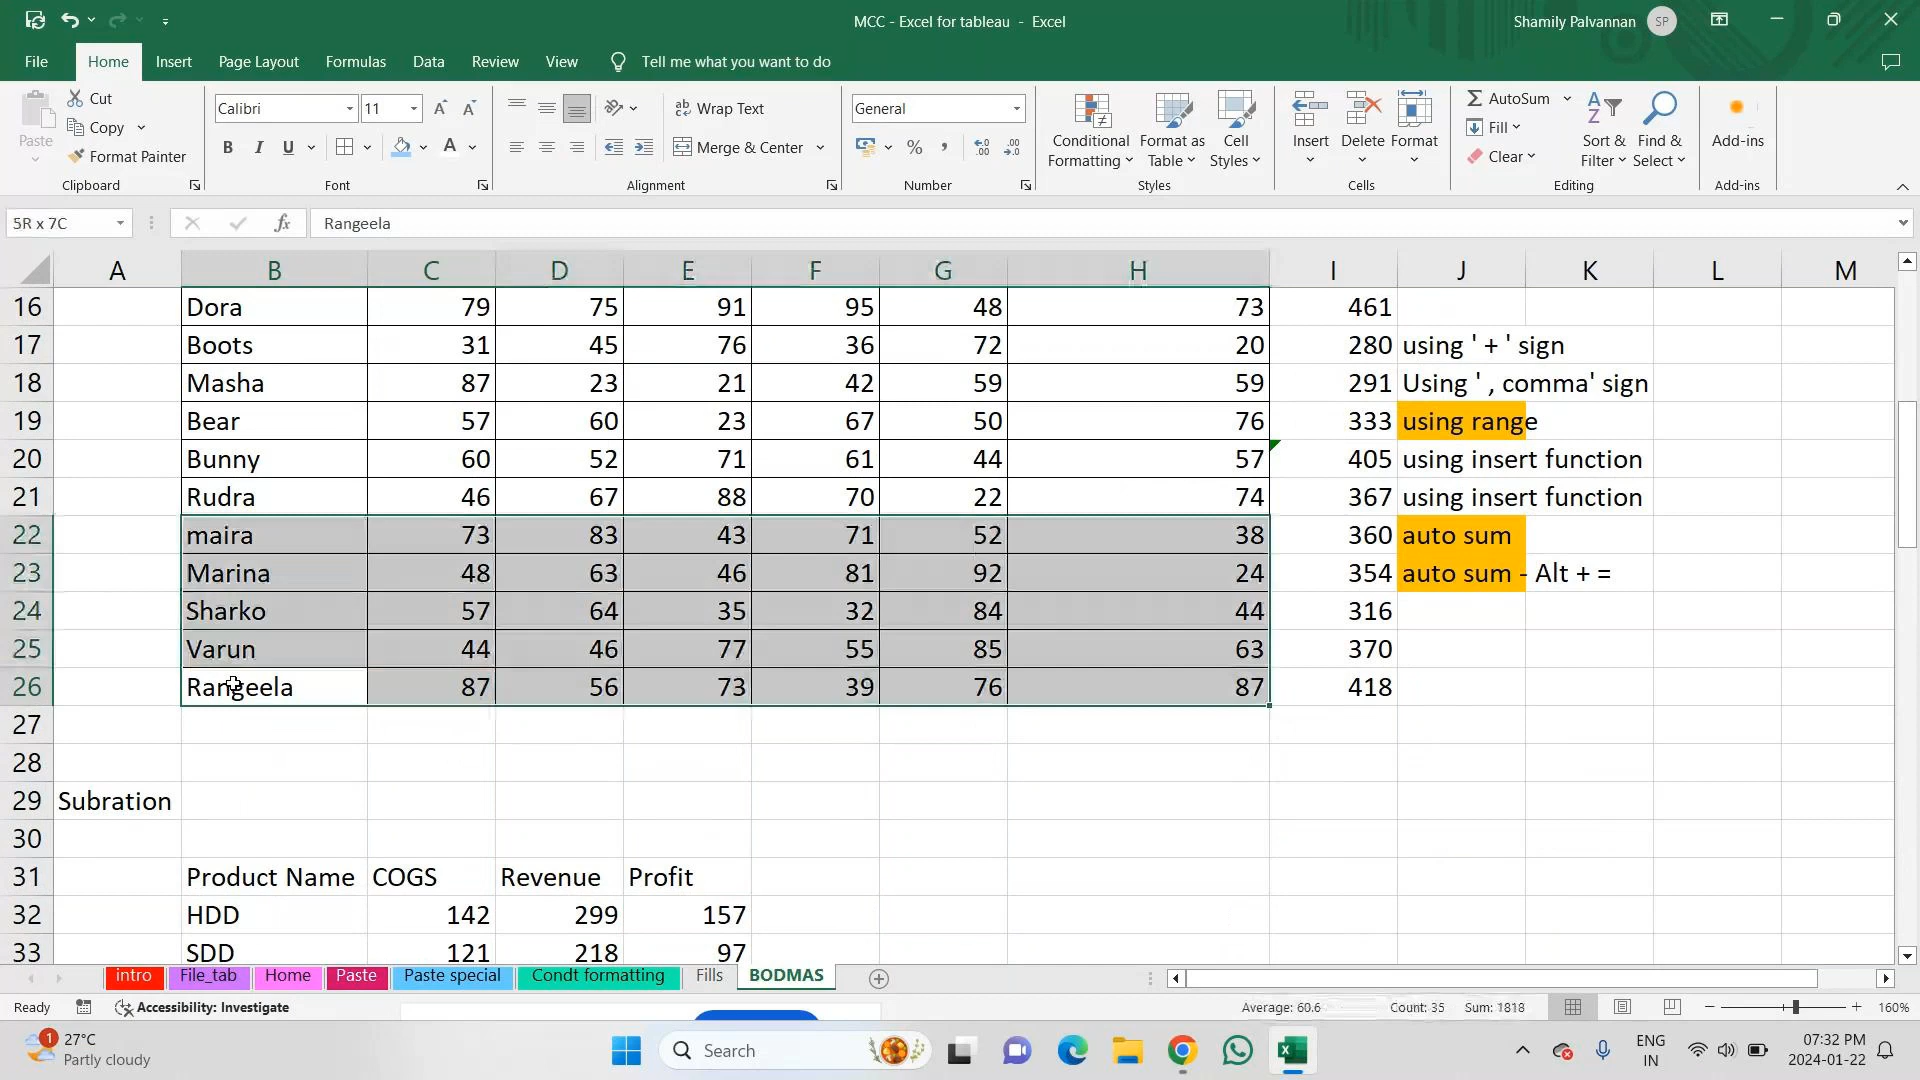 MCC - Excel for tableau - Excel
Shamily Palvannan SP
File Home Insert Page Layout Formulas Data Review View Tell me what you want to do
Paste
Cut
Copy
Format Painter
Clipboard
Calibri 11
B I U A
Font
ab Wrap Text
Merge & Center
Alignment
General
% ,
Number
Conditional Formatting
Format as Table
Cell Styles
Styles
Insert Delete Format
Cells
AutoSum
Fill
Clear
Sort & Filter
Find & Select
Editing
Add-ins
Add-ins
5R x 7C fx Rangeela
A B C D E F G H I J K L M
16 Dora 79 75 91 95 48 73 461
17 Boots 31 45 76 36 72 20 280 using ' + ' sign
18 Masha 87 23 21 42 59 59 291 Using ' , comma' sign
19 Bear 57 60 23 67 50 76 333 using range
20 Bunny 60 52 71 61 44 57 405 using insert function
21 Rudra 46 67 88 70 22 74 367 using insert function
22 maira 73 83 43 71 52 38 360 auto sum
23 Marina 48 63 46 81 92 24 354 auto sum - Alt + =
24 Sharko 57 64 35 32 84 44 316
25 Varun 44 46 77 55 85 63 370
26 Rangeela 87 56 73 39 76 87 418
27
28
29 Subration
30
31 Product Name COGS Revenue Profit
32 HDD 142 299 157
33 SDD 121 218 97
intro File_tab Home Paste Paste special Condt formatting Fills BODMAS
Ready Accessibility: Investigate Average: 60.6 Count: 35 Sum: 1818 160%
1 27°C
Partly cloudy
Search
ENG
IN
07:32 PM
2024-01-22